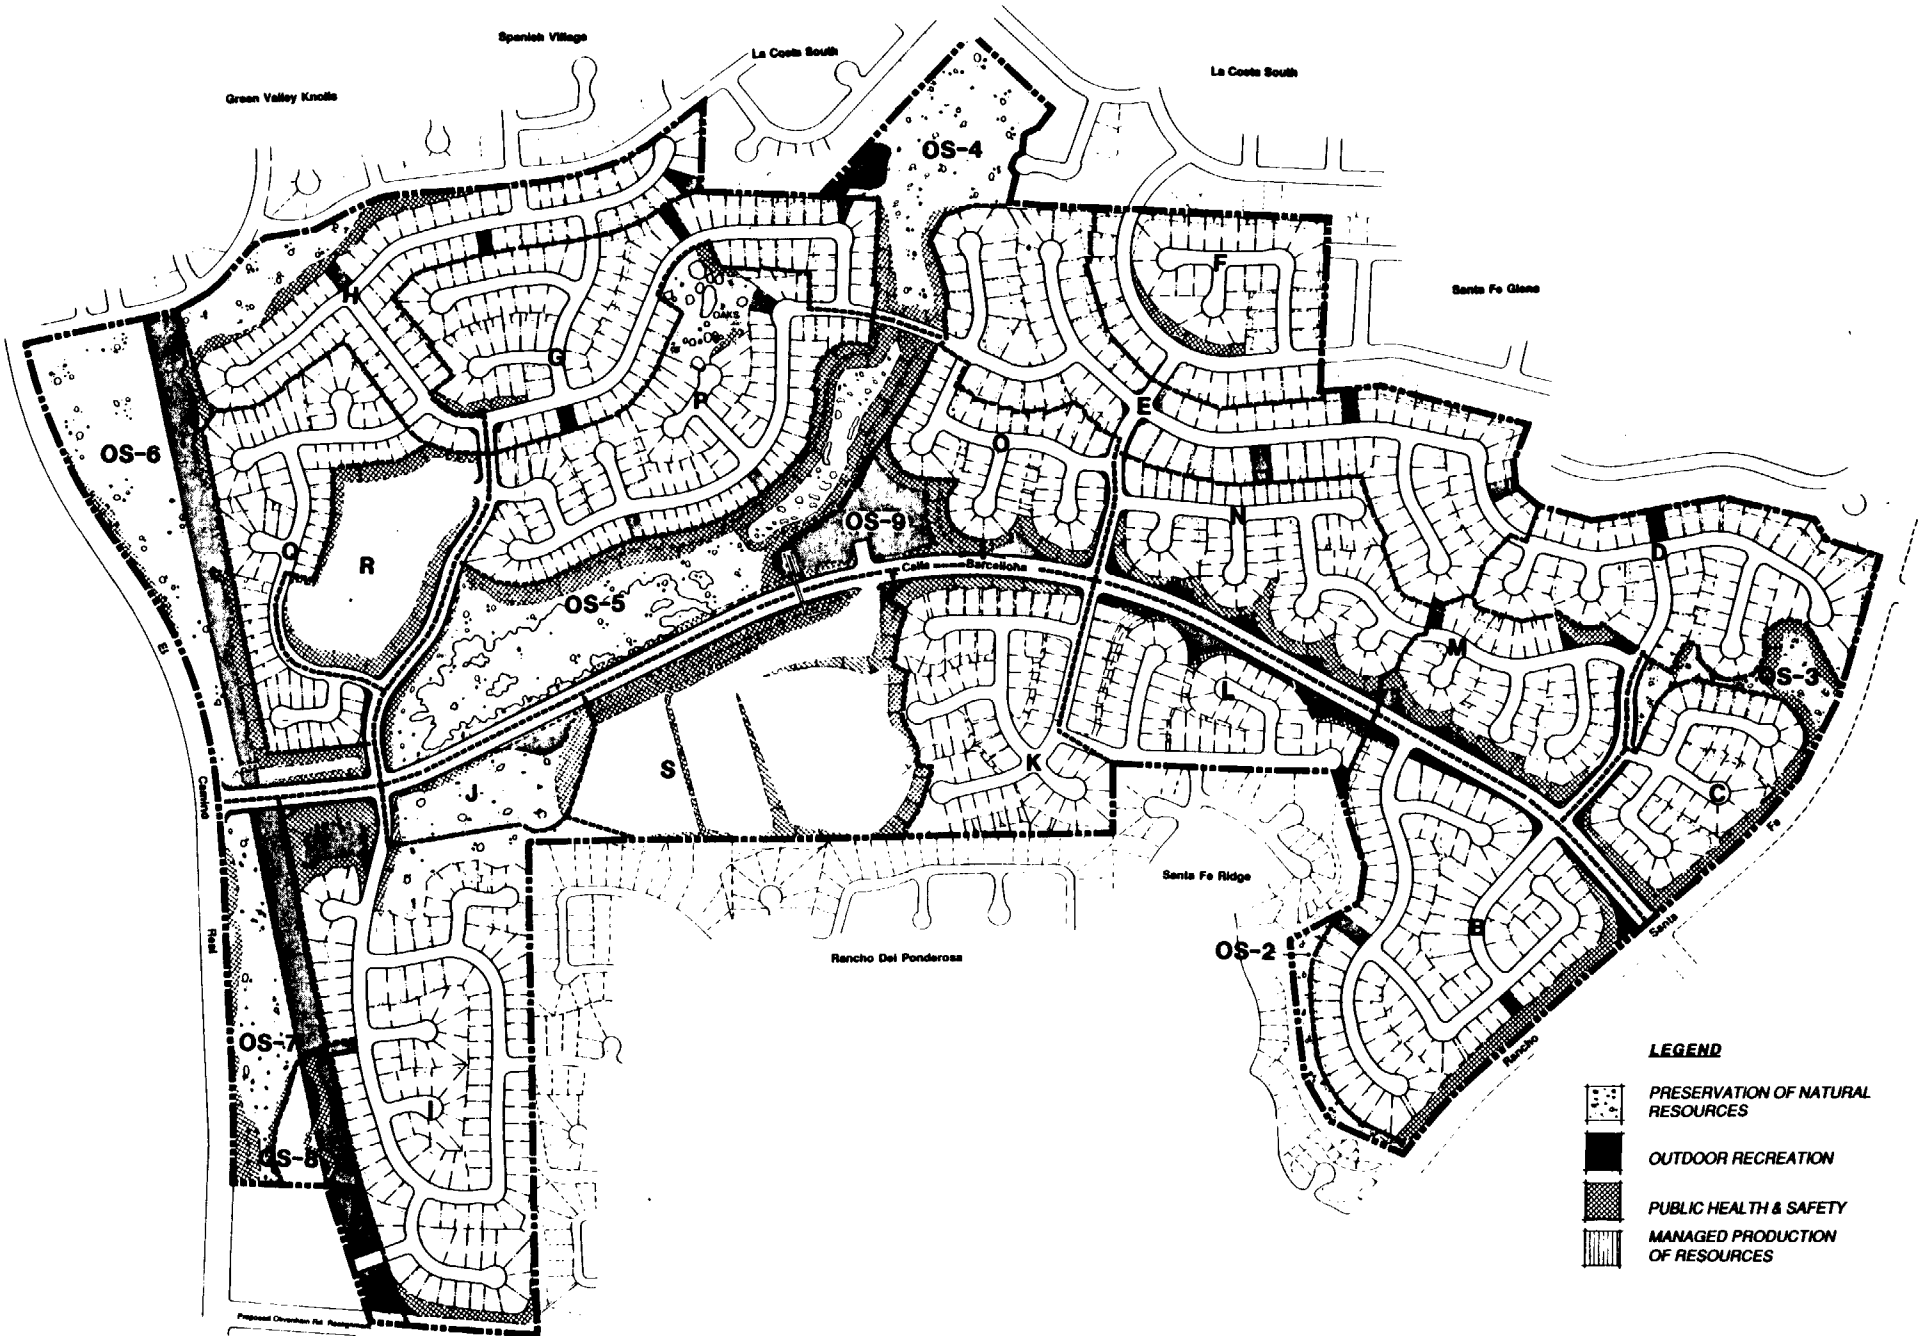 Spanish Village
La Costa South
La Costa South
Green Valley Knolls
OS-4
F
Santa Fe Glens
H
G
OAKS
P
E
OS-6
O
N
OS-9
Q
R
D
Calle Barcelona
OS-5
M
OS-3
El
L
K
S
J
C
Camino
Fe
Santa Fe Ridge
Santa
B
Real
Rancho Del Ponderosa
OS-2
OS-7
Rancho
LEGEND
PRESERVATION OF NATURAL
RESOURCES
I
OUTDOOR RECREATION
OS-8
PUBLIC HEALTH & SAFETY
MANAGED PRODUCTION
OF RESOURCES
Proposed Olivenhain Rd.